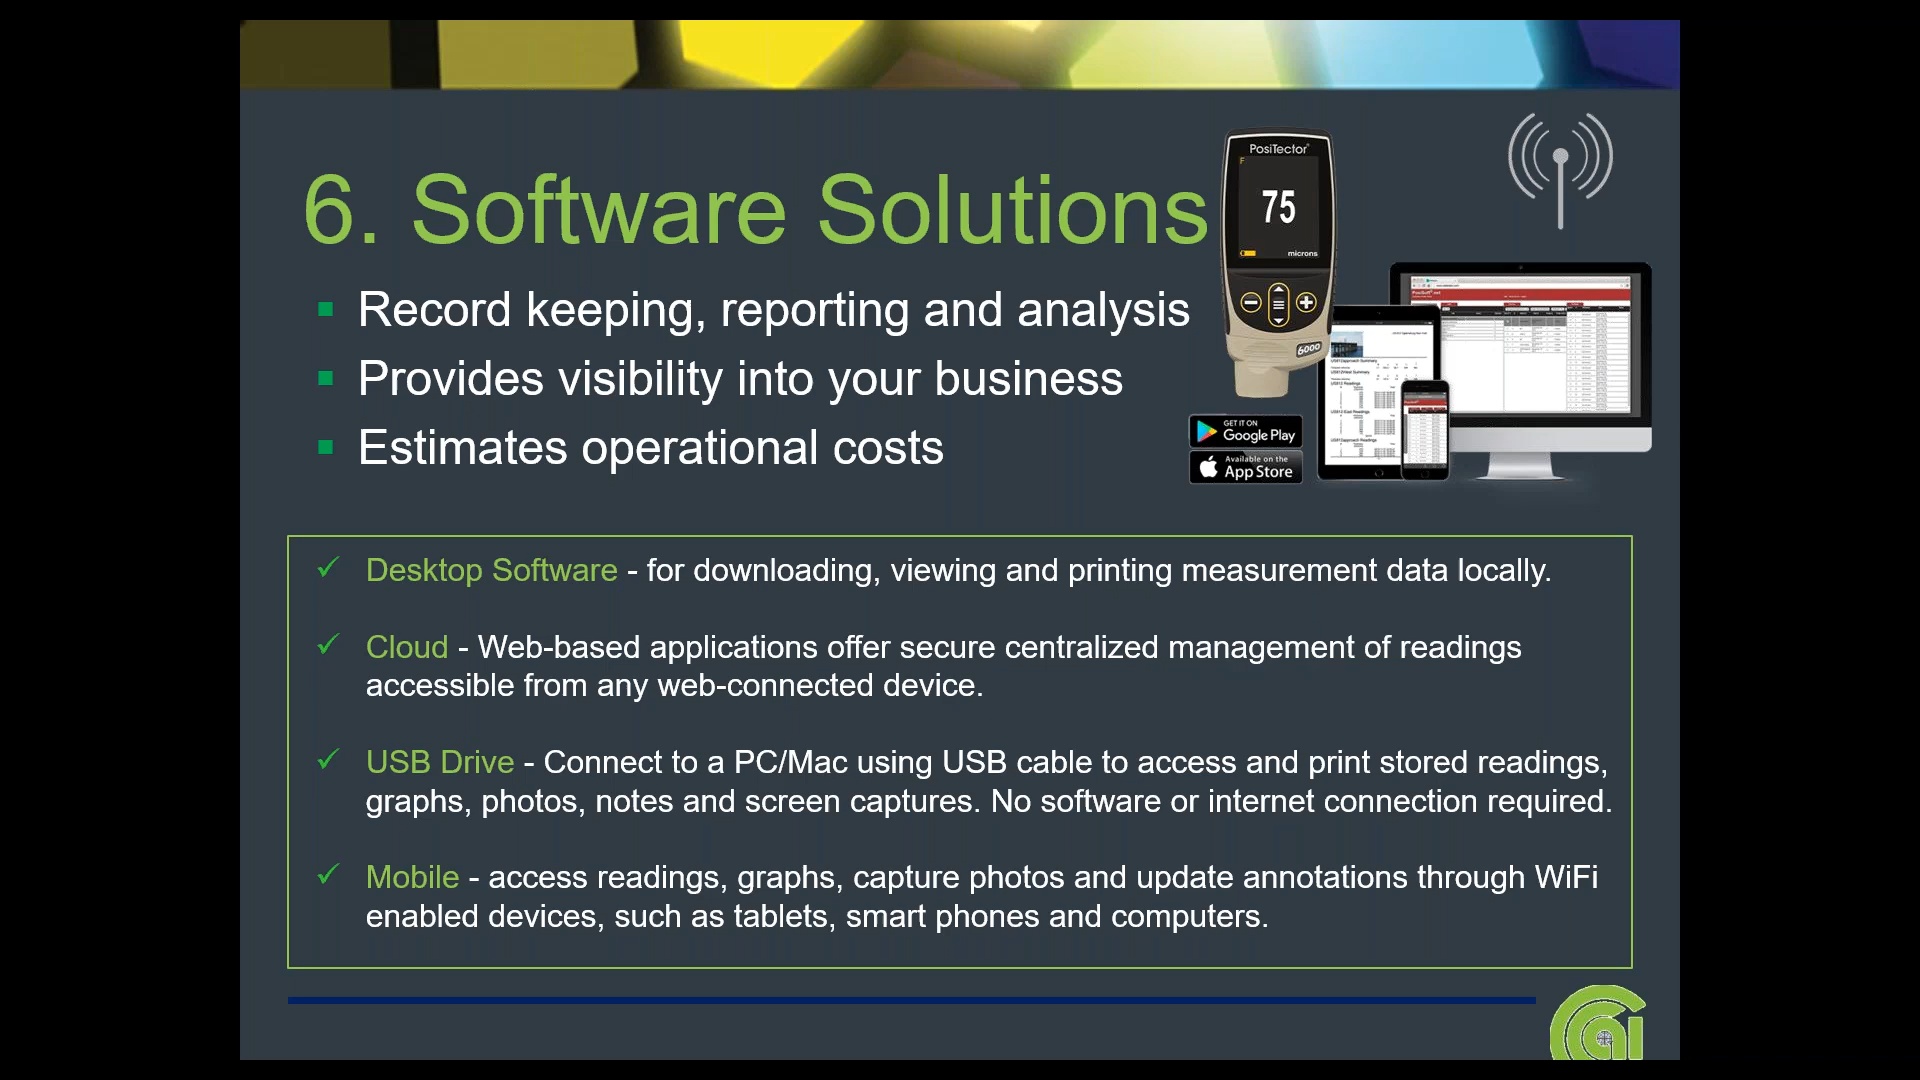 6. Software Solutions
Record keeping, reporting and analysis
Provides visibility into your business
Estimates operational costs
PosiTector
F
75
microns
6000
GET IT ON
Google Play
Available on the
App Store
Desktop Software - for downloading, viewing and printing measurement data locally.
Cloud - Web-based applications offer secure centralized management of readings
accessible from any web-connected device.
USB Drive - Connect to a PC/Mac using USB cable to access and print stored readings,
graphs, photos, notes and screen captures. No software or internet connection required.
Mobile - access readings, graphs, capture photos and update annotations through WiFi
enabled devices, such as tablets, smart phones and computers.